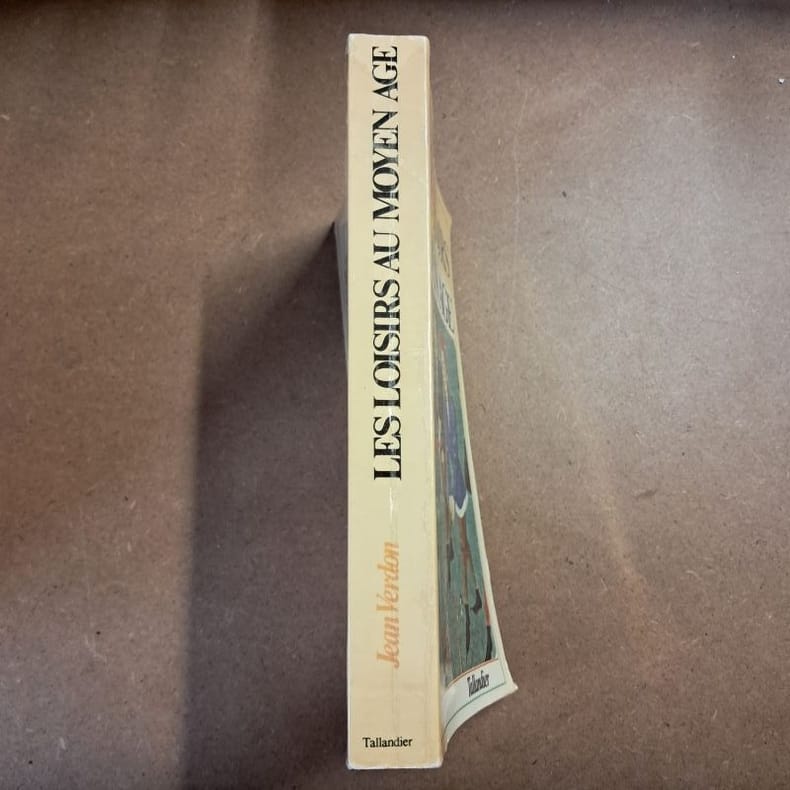 LES LOISIRS AU MOYEN AGE
Jean Verdon
Tallandier
Tallandier